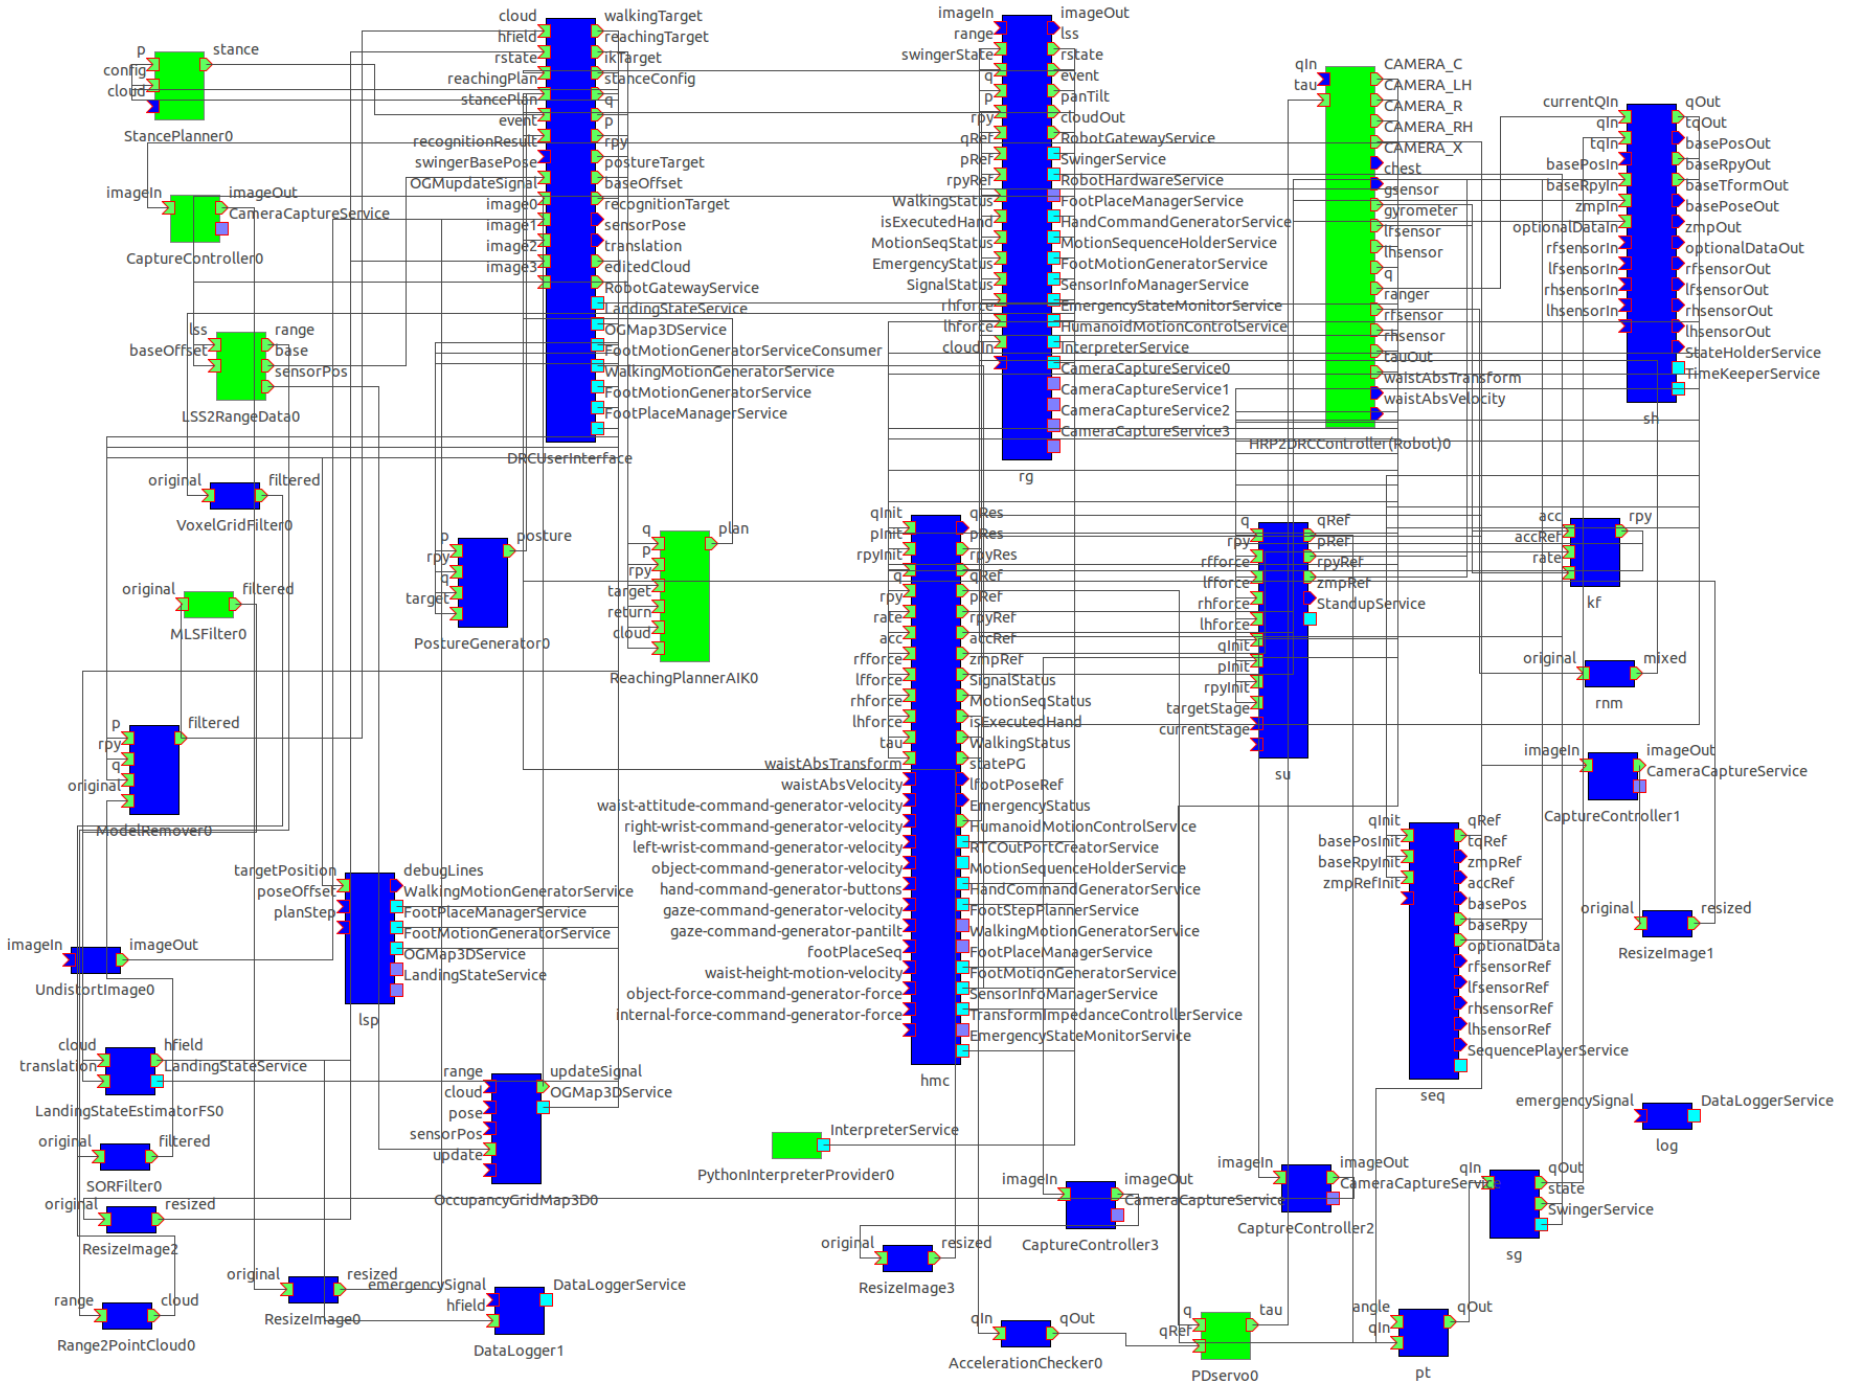 p
config
cloud
stance
StancePlanner0
imageIn
imageOut
CameraCaptureService
CaptureController0
lss
baseOffset
range
base
sensorPos
LSS2RangeData0
original
filtered
VoxelGridFilter0
original
filtered
MLSFilter0
p
rpy
q
original
filtered
ModelRemover0
targetPosition
poseOffset
planStep
debugLines
WalkingMotionGeneratorService
FootPlaceManagerService
FootMotionGeneratorService
OGMap3DService
LandingStateService
lsp
imageIn
imageOut
UndistortImage0
cloud
translation
hfield
LandingStateService
LandingStateEstimatorFS0
original
filtered
SORFilter0
original
resized
ResizeImage2
range
cloud
Range2PointCloud0
original
resized
ResizeImage0
emergencySignal
hfield
DataLoggerService
DataLogger1
range
cloud
pose
sensorPos
update
updateSignal
OGMap3DService
OccupancyGridMap3D0
cloud
hfield
rstate
reachingPlan
stancePlan
event
recognitionResult
swingerBasePose
OGMupdateSignal
image0
image1
image2
image3
walkingTarget
reachingTarget
ikTarget
stanceConfig
q
p
rpy
postureTarget
baseOffset
recognitionTarget
sensorPose
translation
editedCloud
RobotGatewayService
LandingStateService
OGMap3DService
FootMotionGeneratorServiceConsumer
WalkingMotionGeneratorService
FootMotionGeneratorService
FootPlaceManagerService
DRCUserInterface
p
rpy
q
target
posture
PostureGenerator0
q
p
rpy
target
return
cloud
plan
ReachingPlannerAIK0
imageIn
range
swingerState
q
p
rpy
qRef
pRef
rpyRef
WalkingStatus
isExecutedHand
MotionSeqStatus
EmergencyStatus
SignalStatus
rhforce
lhforce
cloudIn
imageOut
lss
rstate
event
panTilt
cloudOut
RobotGatewayService
SwingerService
RobotHardwareService
FootPlaceManagerService
HandCommandGeneratorService
MotionSequenceHolderService
FootMotionGeneratorService
SensorInfoManagerService
EmergencyStateMonitorService
HumanoidMotionControlService
InterpreterService
CameraCaptureService0
CameraCaptureService1
CameraCaptureService2
CameraCaptureService3
rg
qInit
pInit
rpyInit
q
rpy
rate
acc
rfforce
lfforce
rhforce
lhforce
tau
waistAbsTransform
waistAbsVelocity
waist-attitude-command-generator-velocity
right-wrist-command-generator-velocity
left-wrist-command-generator-velocity
object-command-generator-velocity
hand-command-generator-buttons
gaze-command-generator-velocity
gaze-command-generator-pantilt
footPlaceSeq
waist-height-motion-velocity
object-force-command-generator-force
internal-force-command-generator-force
qRes
pRes
rpyRes
qRef
pRef
rpyRef
accRef
zmpRef
SignalStatus
MotionSeqStatus
isExecutedHand
WalkingStatus
statePG
lfootPoseRef
EmergencyStatus
HumanoidMotionControlService
RTCOutPortCreatorService
MotionSequenceHolderService
HandCommandGeneratorService
FootStepPlannerService
WalkingMotionGeneratorService
FootPlaceManagerService
FootMotionGeneratorService
SensorInfoManagerService
TransformImpedanceControllerService
EmergencyStateMonitorService
hmc
InterpreterService
PythonInterpreterProvider0
imageIn
imageOut
CameraCaptureService
CaptureController3
original
resized
ResizeImage3
qIn
qOut
AccelerationChecker0
q
qRef
tau
PDservo0
imageIn
imageOut
CameraCaptureService
CaptureController2
qIn
tau
CAMERA_C
CAMERA_LH
CAMERA_R
CAMERA_RH
CAMERA_X
chest
gsensor
gyrometer
lfsensor
lhsensor
q
ranger
rfsensor
rhsensor
tauOut
waistAbsTransform
waistAbsVelocity
HRP2DRCController(Robot)0
q
rpy
rfforce
lfforce
rhforce
lhforce
qInit
pInit
rpyInit
targetStage
currentStage
qRef
pRef
rpyRef
zmpRef
StandupService
su
currentQIn
qIn
tqIn
basePosIn
baseRpyIn
zmpIn
optionalDataIn
rfsensorIn
lfsensorIn
rhsensorIn
lhsensorIn
qOut
tqOut
basePosOut
baseRpyOut
baseTformOut
basePoseOut
zmpOut
optionalDataOut
rfsensorOut
lfsensorOut
rhsensorOut
lhsensorOut
StateHolderService
TimeKeeperService
sh
acc
accRef
rate
rpy
kf
original
mixed
rnm
imageIn
imageOut
CameraCaptureService
CaptureController1
original
resized
ResizeImage1
qInit
basePosInit
baseRpyInit
zmpRefInit
qRef
tqRef
zmpRef
accRef
basePos
baseRpy
optionalData
rfsensorRef
lfsensorRef
rhsensorRef
lhsensorRef
SequencePlayerService
seq
emergencySignal
DataLoggerService
log
qIn
qOut
state
SwingerService
sg
angle
qIn
qOut
pt